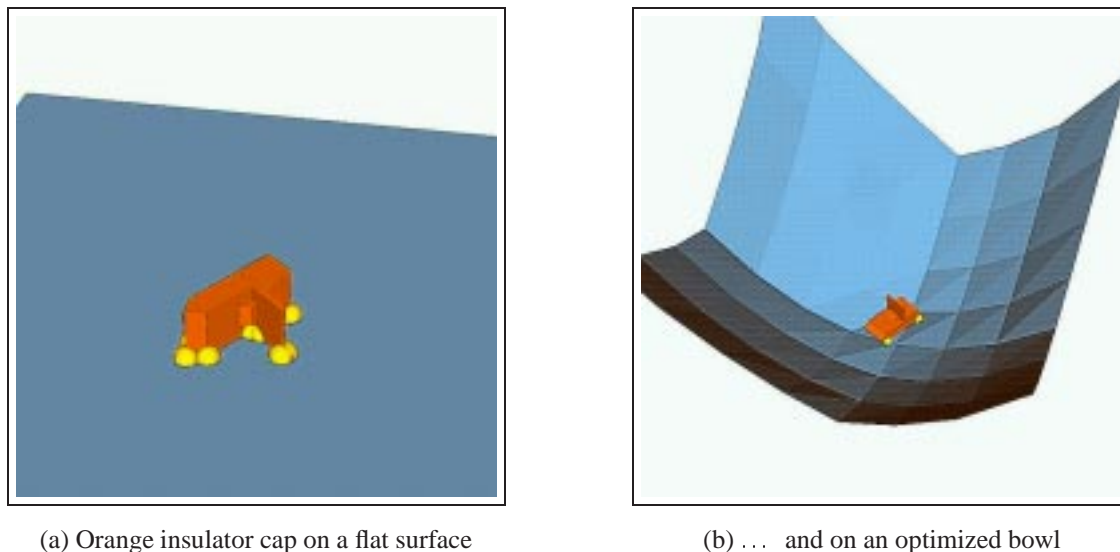 (a) Orange insulator cap on a flat surface
(b) ... and on an optimized bowl